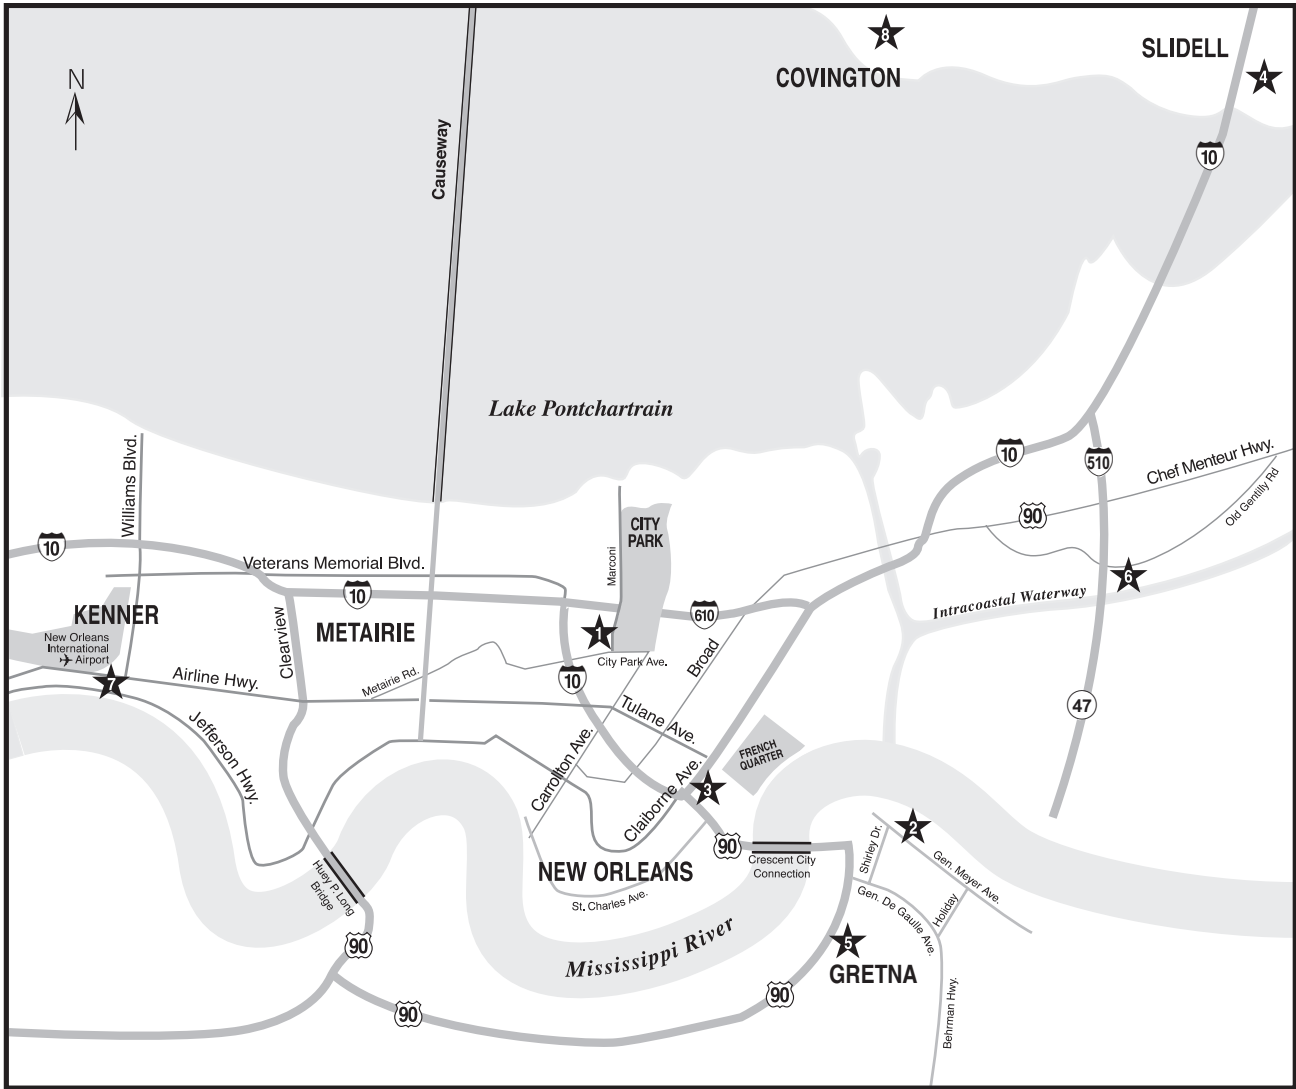 8
SLIDELL
COVINGTON
4
N
Causeway
10
Lake Pontchartrain
Williams Blvd.
10
510
Chef Menteur Hwy.
Old Gentilly Rd
90
CITY
PARK
10
Marconi
Veterans Memorial Blvd.
10
6
Intracoastal Waterway
KENNER
New Orleans
International
Airport
Clearview
METAIRIE
610
1
City Park Ave.
Broad
7
Airline Hwy.
Metairie Rd.
10
Tulane Ave.
47
Jefferson Hwy.
FRENCH
QUARTER
Carrollton Ave.
Claiborne Ave.
3
90
Crescent City
Connection
Shirley Dr.
2
Gen. Meyer Ave.
Huey P. Long
Bridge
NEW ORLEANS
St. Charles Ave.
Gen. De Gaulle Ave.
Holiday
Mississippi River
90
5
GRETNA
90
90
Behrman Hwy.